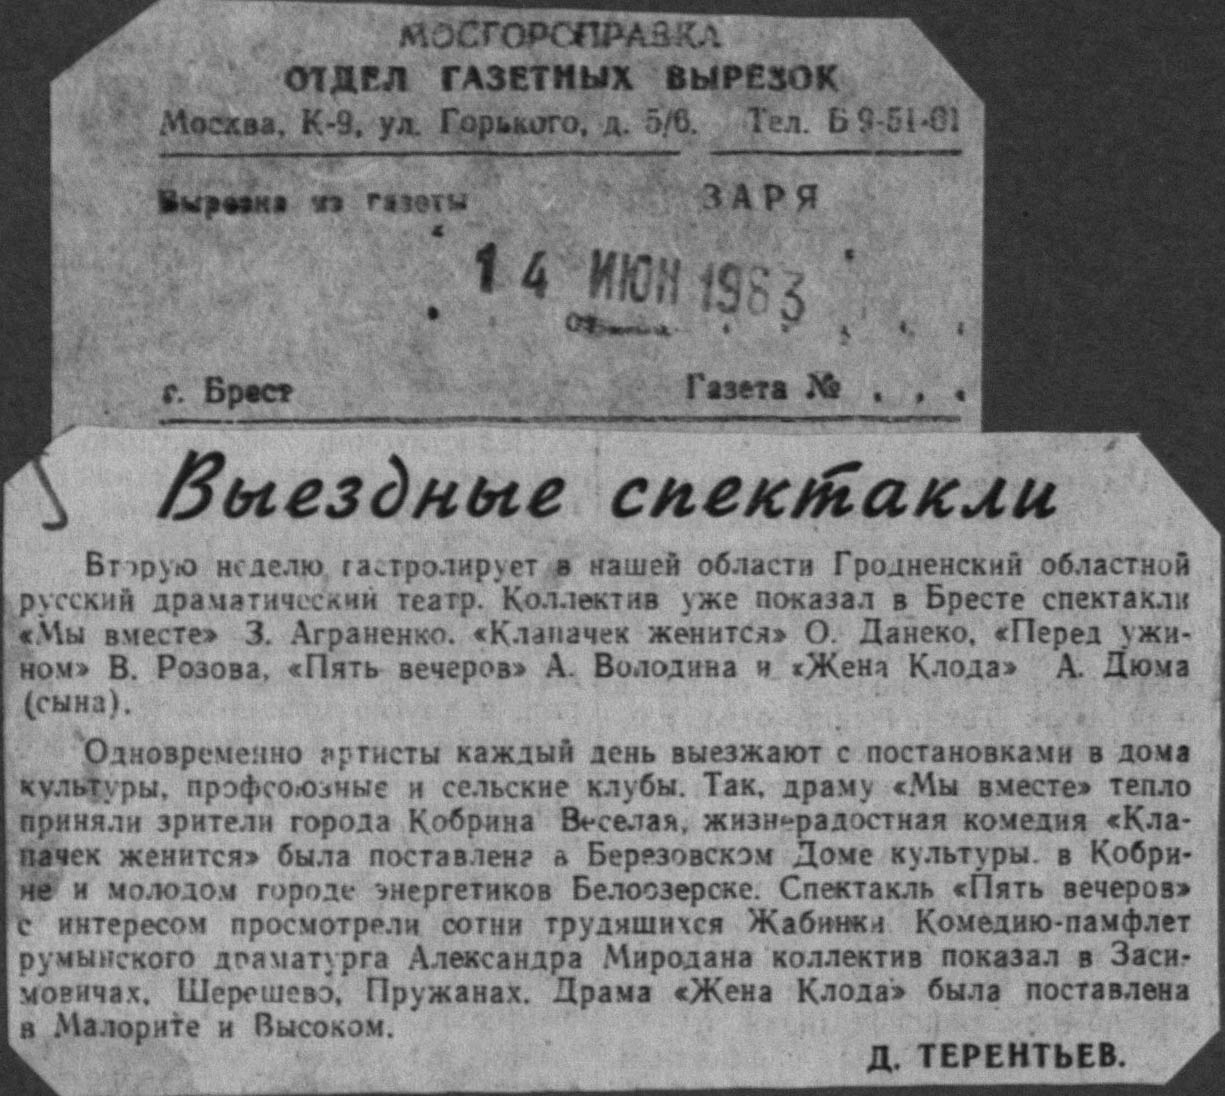 МОСГОРСПРАВКА
ОТДЕЛ ГАЗЕТНЫХ ВЫРЕЗОК
Москва, К-9, ул. Горького, д. 5/6. Тел. Б 9-51-61
Вырезка из газеты ЗАРЯ
14 ИЮН 1963
г. Брест Газета № . . .
Выездные спектакли
Вторую неделю гастролирует в нашей области Гродненский областной
русский драматический театр. Коллектив уже показал в Бресте спектакли
«Мы вместе» З. Аграненко. «Клапачек женится» О. Данеко, «Перед ужи-
ном» В. Розова, «Пять вечеров» А. Володина и «Жена Клода» А. Дюма
(сына).
Одновременно артисты каждый день выезжают с постановками в дома
культуры, профсоюзные и сельские клубы. Так, драму «Мы вместе» тепло
приняли зрители города Кобрина Веселая, жизнерадостная комедия «Кла-
пачек женится» была поставлена в Березовском Доме культуры. в Кобри-
не и молодом городе энергетиков Белоозерске. Спектакль «Пять вечеров»
с интересом просмотрели сотни трудящихся Жабинки Комедию-памфлет
румынского драматурга Александра Миродана коллектив показал в Заси-
мовичах, Шерешево, Пружанах. Драма «Жена Клода» была поставлена
в Малорите и Высоком.
Д. ТЕРЕНТЬЕВ.